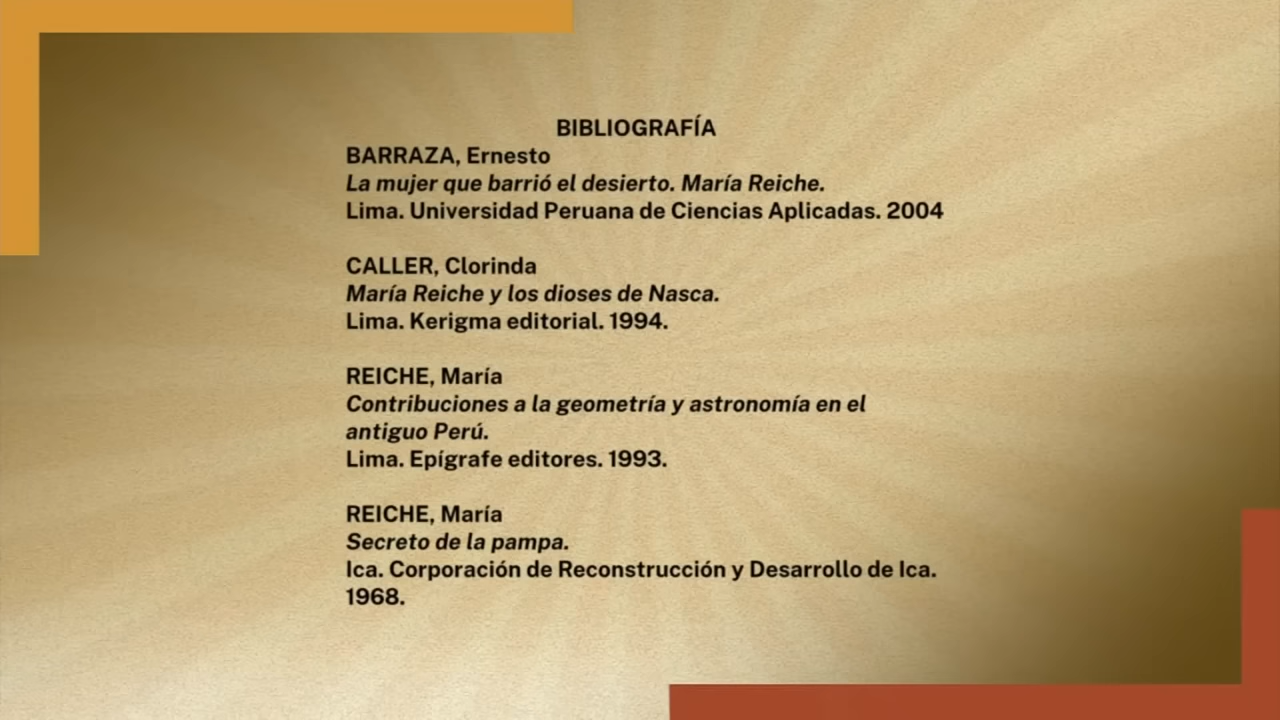 BIBLIOGRAFÍA
BARRAZA, Ernesto
La mujer que barrió el desierto. María Reiche.
Lima. Universidad Peruana de Ciencias Aplicadas. 2004
CALLER, Clorinda
María Reiche y los dioses de Nasca.
Lima. Kerigma editorial. 1994.
REICHE, María
Contribuciones a la geometría y astronomía en el
antiguo Perú.
Lima. Epígrafe editores. 1993.
REICHE, María
Secreto de la pampa.
Ica. Corporación de Reconstrucción y Desarrollo de Ica.
1968.